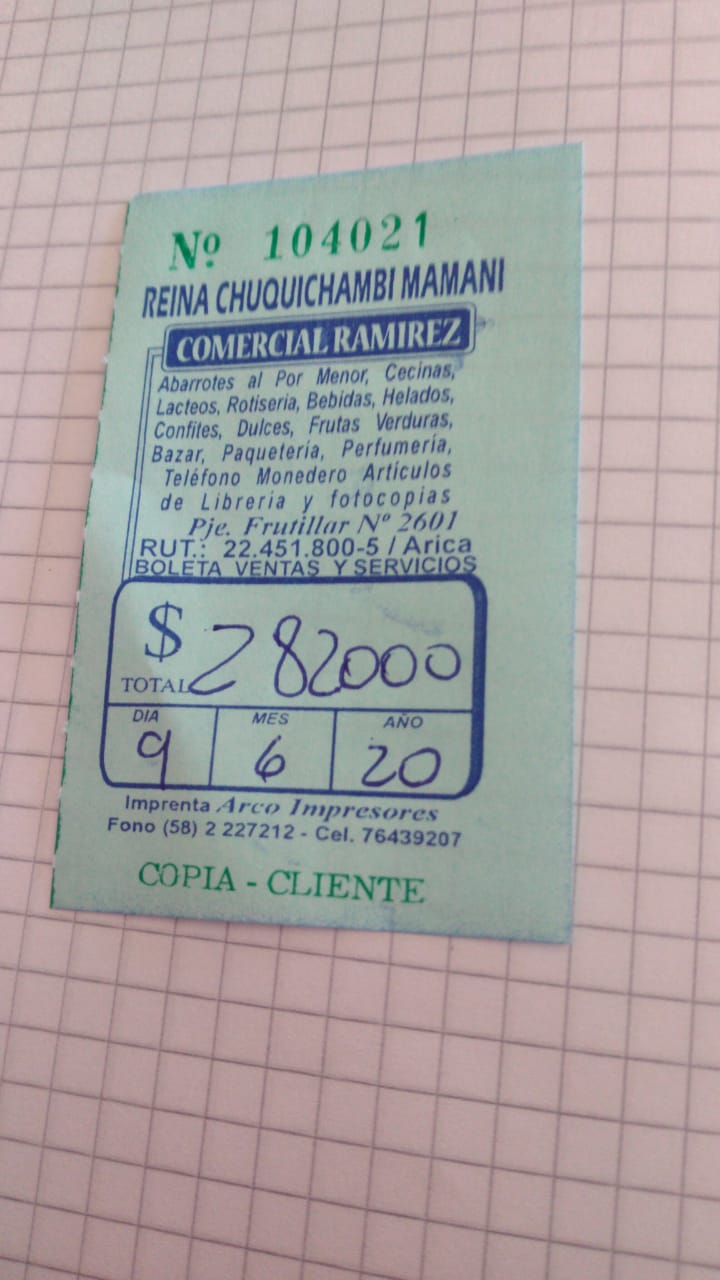 Nº 104021
REINA CHUQUICHAMBI MAMANI
COMERCIAL RAMIREZ
Abarrotes al Por Menor, Cecinas,
Lacteos, Rotiseria, Bebidas, Helados,
Confites, Dulces, Frutas Verduras,
Bazar, Paquetería, Perfumería,
Teléfono Monedero Artículos
de Libreria y fotocopias
Pje. Frutillar Nº 2601
RUT.: 22.451.800-5 / Arica
BOLETA VENTAS Y SERVICIOS
$ 282000
TOTAL
DIA MES AÑO
9 6 20
Imprenta Arco Impresores
Fono (58) 2 227212 - Cel. 76439207
COPIA - CLIENTE